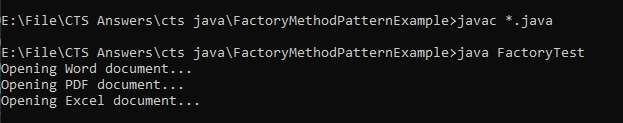 E:\File\CTS Answers\cts java\FactoryMethodPatternExample>javac *.java
E:\File\CTS Answers\cts java\FactoryMethodPatternExample>java FactoryTest
Opening Word document...
Opening PDF document...
Opening Excel document...